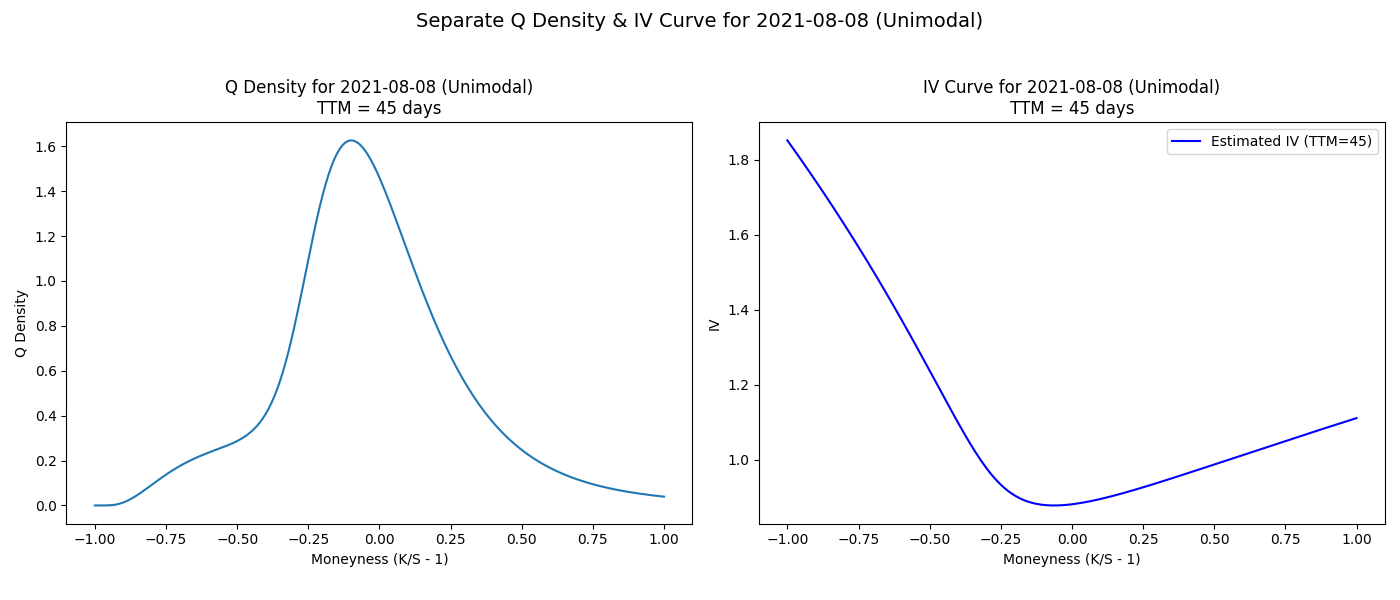 Separate Q Density & IV Curve for 2021-08-08 (Unimodal)
Q Density for 2021-08-08 (Unimodal)
TTM = 45 days
Q Density
1.6
1.4
1.2
1.0
0.8
0.6
0.4
0.2
0.0
−1.00 −0.75 −0.50 −0.25 0.00 0.25 0.50 0.75 1.00
Moneyness (K/S - 1)
IV Curve for 2021-08-08 (Unimodal)
TTM = 45 days
Estimated IV (TTM=45)
IV
1.8
1.6
1.4
1.2
1.0
−1.00 −0.75 −0.50 −0.25 0.00 0.25 0.50 0.75 1.00
Moneyness (K/S - 1)